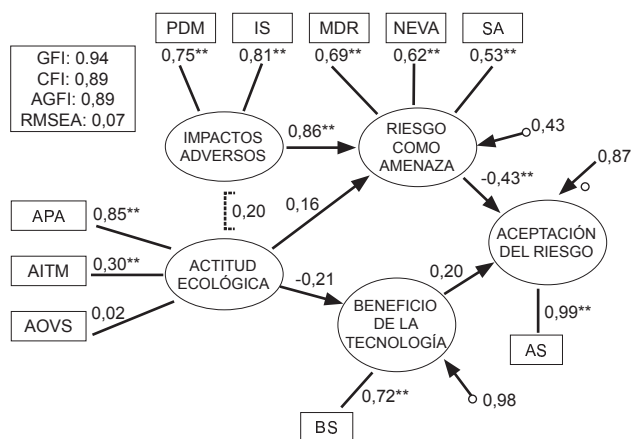 PDM
IS
MDR
NEVA
SA
GFI: 0.94
CFI: 0,89
AGFI: 0,89
RMSEA: 0,07
0,75**
0,81**
0,69**
0,62**
0,53**
IMPACTOS
ADVERSOS
0,86**
RIESGO
COMO
AMENAZA
0,43
0,87
-0,43**
0,20
0,16
APA
0,85**
ACEPTACIÓN
DEL RIESGO
AITM
0,30**
ACTITUD
ECOLÓGICA
-0,21
0,20
AOVS
0,02
BENEFICIO
DE LA
TECNOLOGÍA
0,99**
AS
0,72**
0,98
BS